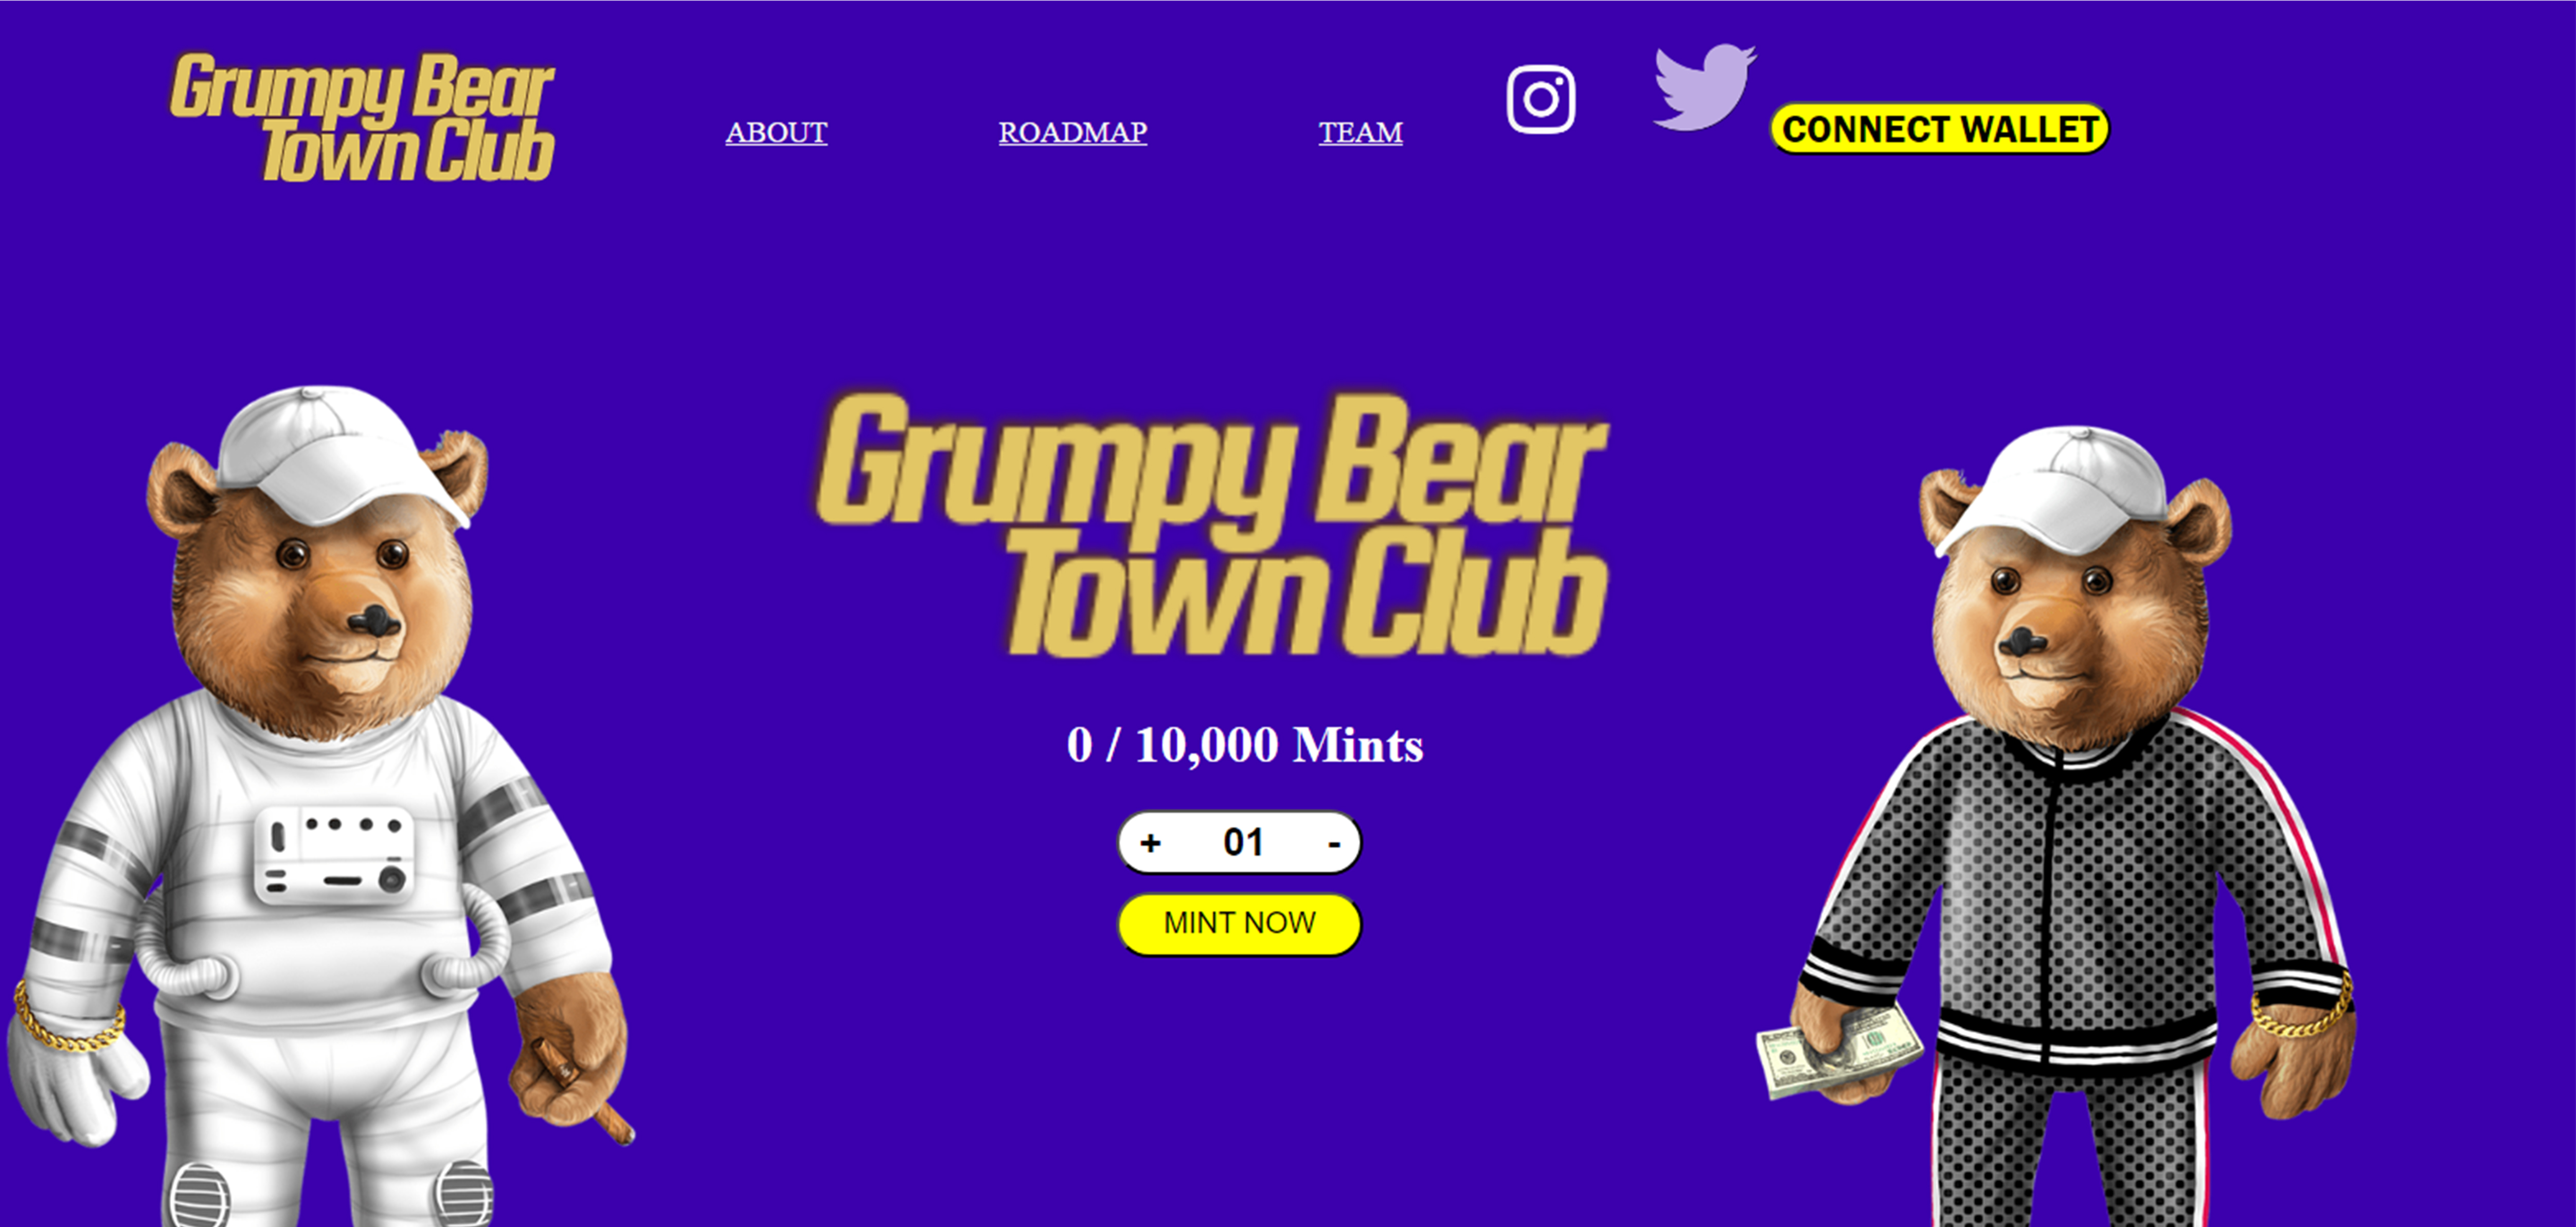 Grumpy Bear
Town Club
ABOUT
ROADMAP
TEAM
CONNECT WALLET
Grumpy Bear
Town Club
0 / 10,000 Mints
+ 01 -
MINT NOW